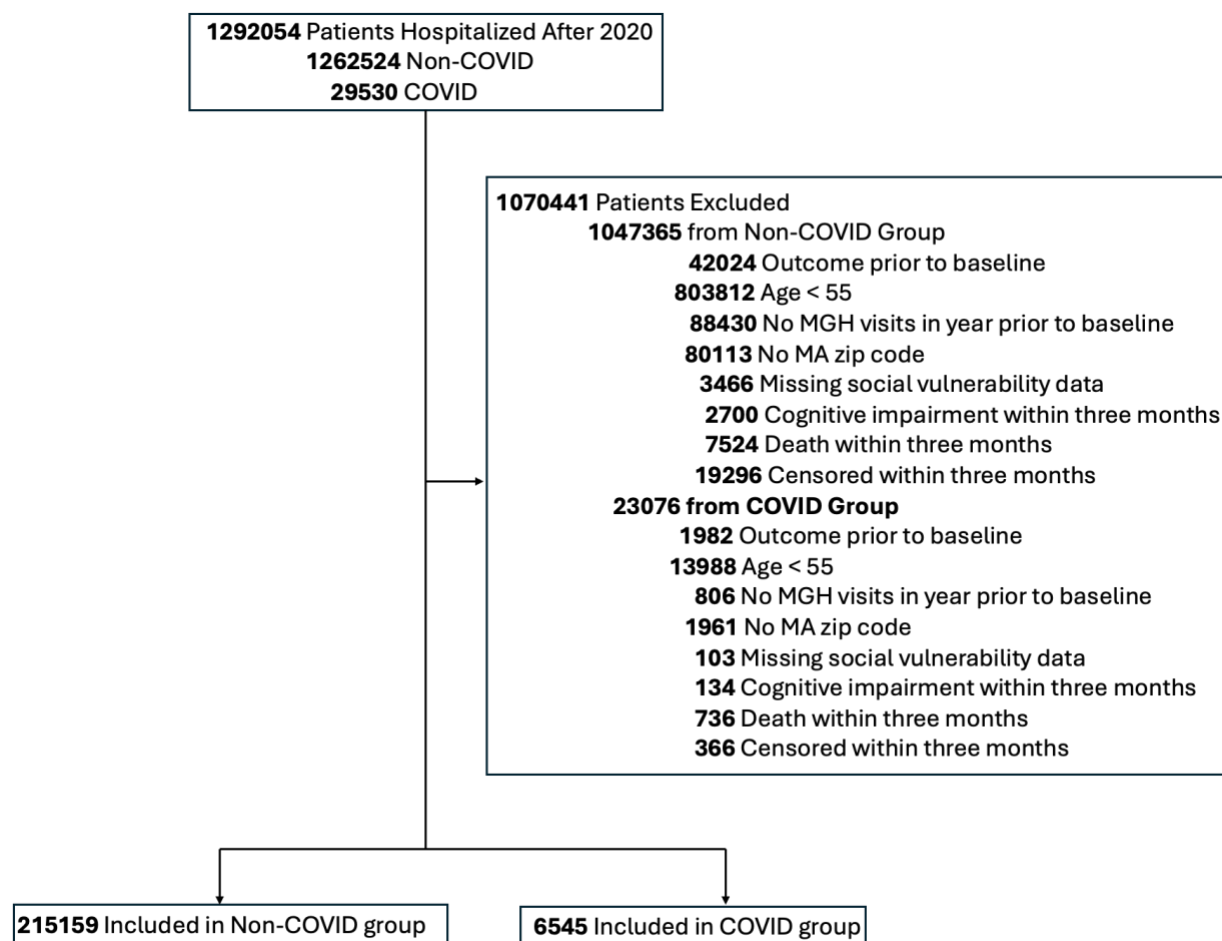 1292054 Patients Hospitalized After 2020
1262524 Non-COVID
29530 COVID
1070441 Patients Excluded
1047365 from Non-COVID Group
42024 Outcome prior to baseline
803812 Age < 55
88430 No MGH visits in year prior to baseline
80113 No MA zip code
3466 Missing social vulnerability data
2700 Cognitive impairment within three months
7524 Death within three months
19296 Censored within three months
23076 from COVID Group
1982 Outcome prior to baseline
13988 Age < 55
806 No MGH visits in year prior to baseline
1961 No MA zip code
103 Missing social vulnerability data
134 Cognitive impairment within three months
736 Death within three months
366 Censored within three months
215159 Included in Non-COVID group
6545 Included in COVID group